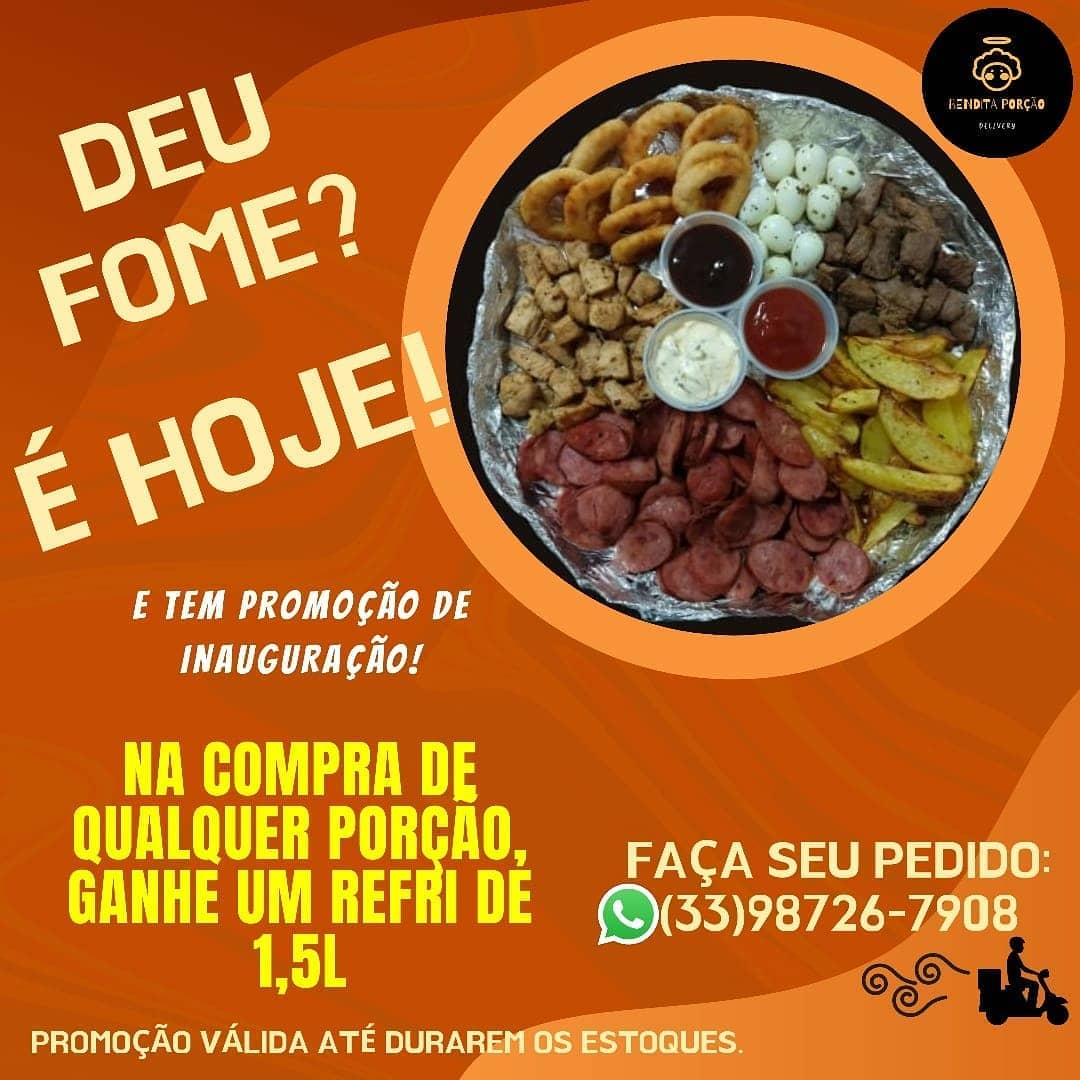 BENDITA PORÇÃO
DELIVERY
DEU
FOME?
É HOJE!
E TEM PROMOÇÃO DE
INAUGURAÇÃO!
NA COMPRA DE
QUALQUER PORÇÃO,
GANHE UM REFRI DE
1,5L
FAÇA SEU PEDIDO:
(33)98726-7908
PROMOÇÃO VÁLIDA ATÉ DURAREM OS ESTOQUES.